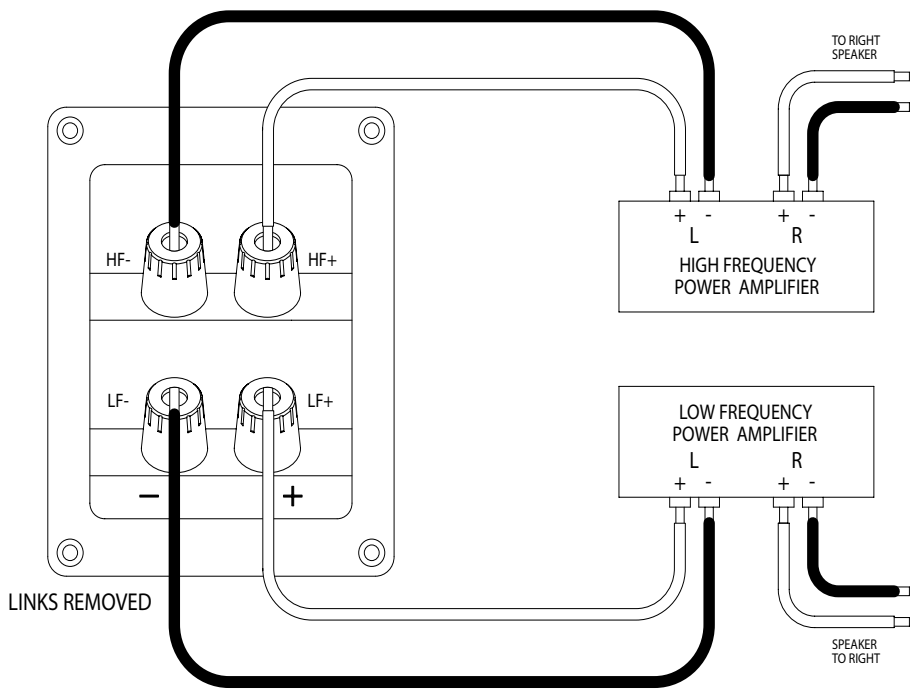 TO RIGHT
SPEAKER
HF-
HF+
+ - + -
L R
HIGH FREQUENCY
POWER AMPLIFIER
LF-
LF+
LOW FREQUENCY
POWER AMPLIFIER
L R
+ - + -
− +
LINKS REMOVED
SPEAKER
TO RIGHT